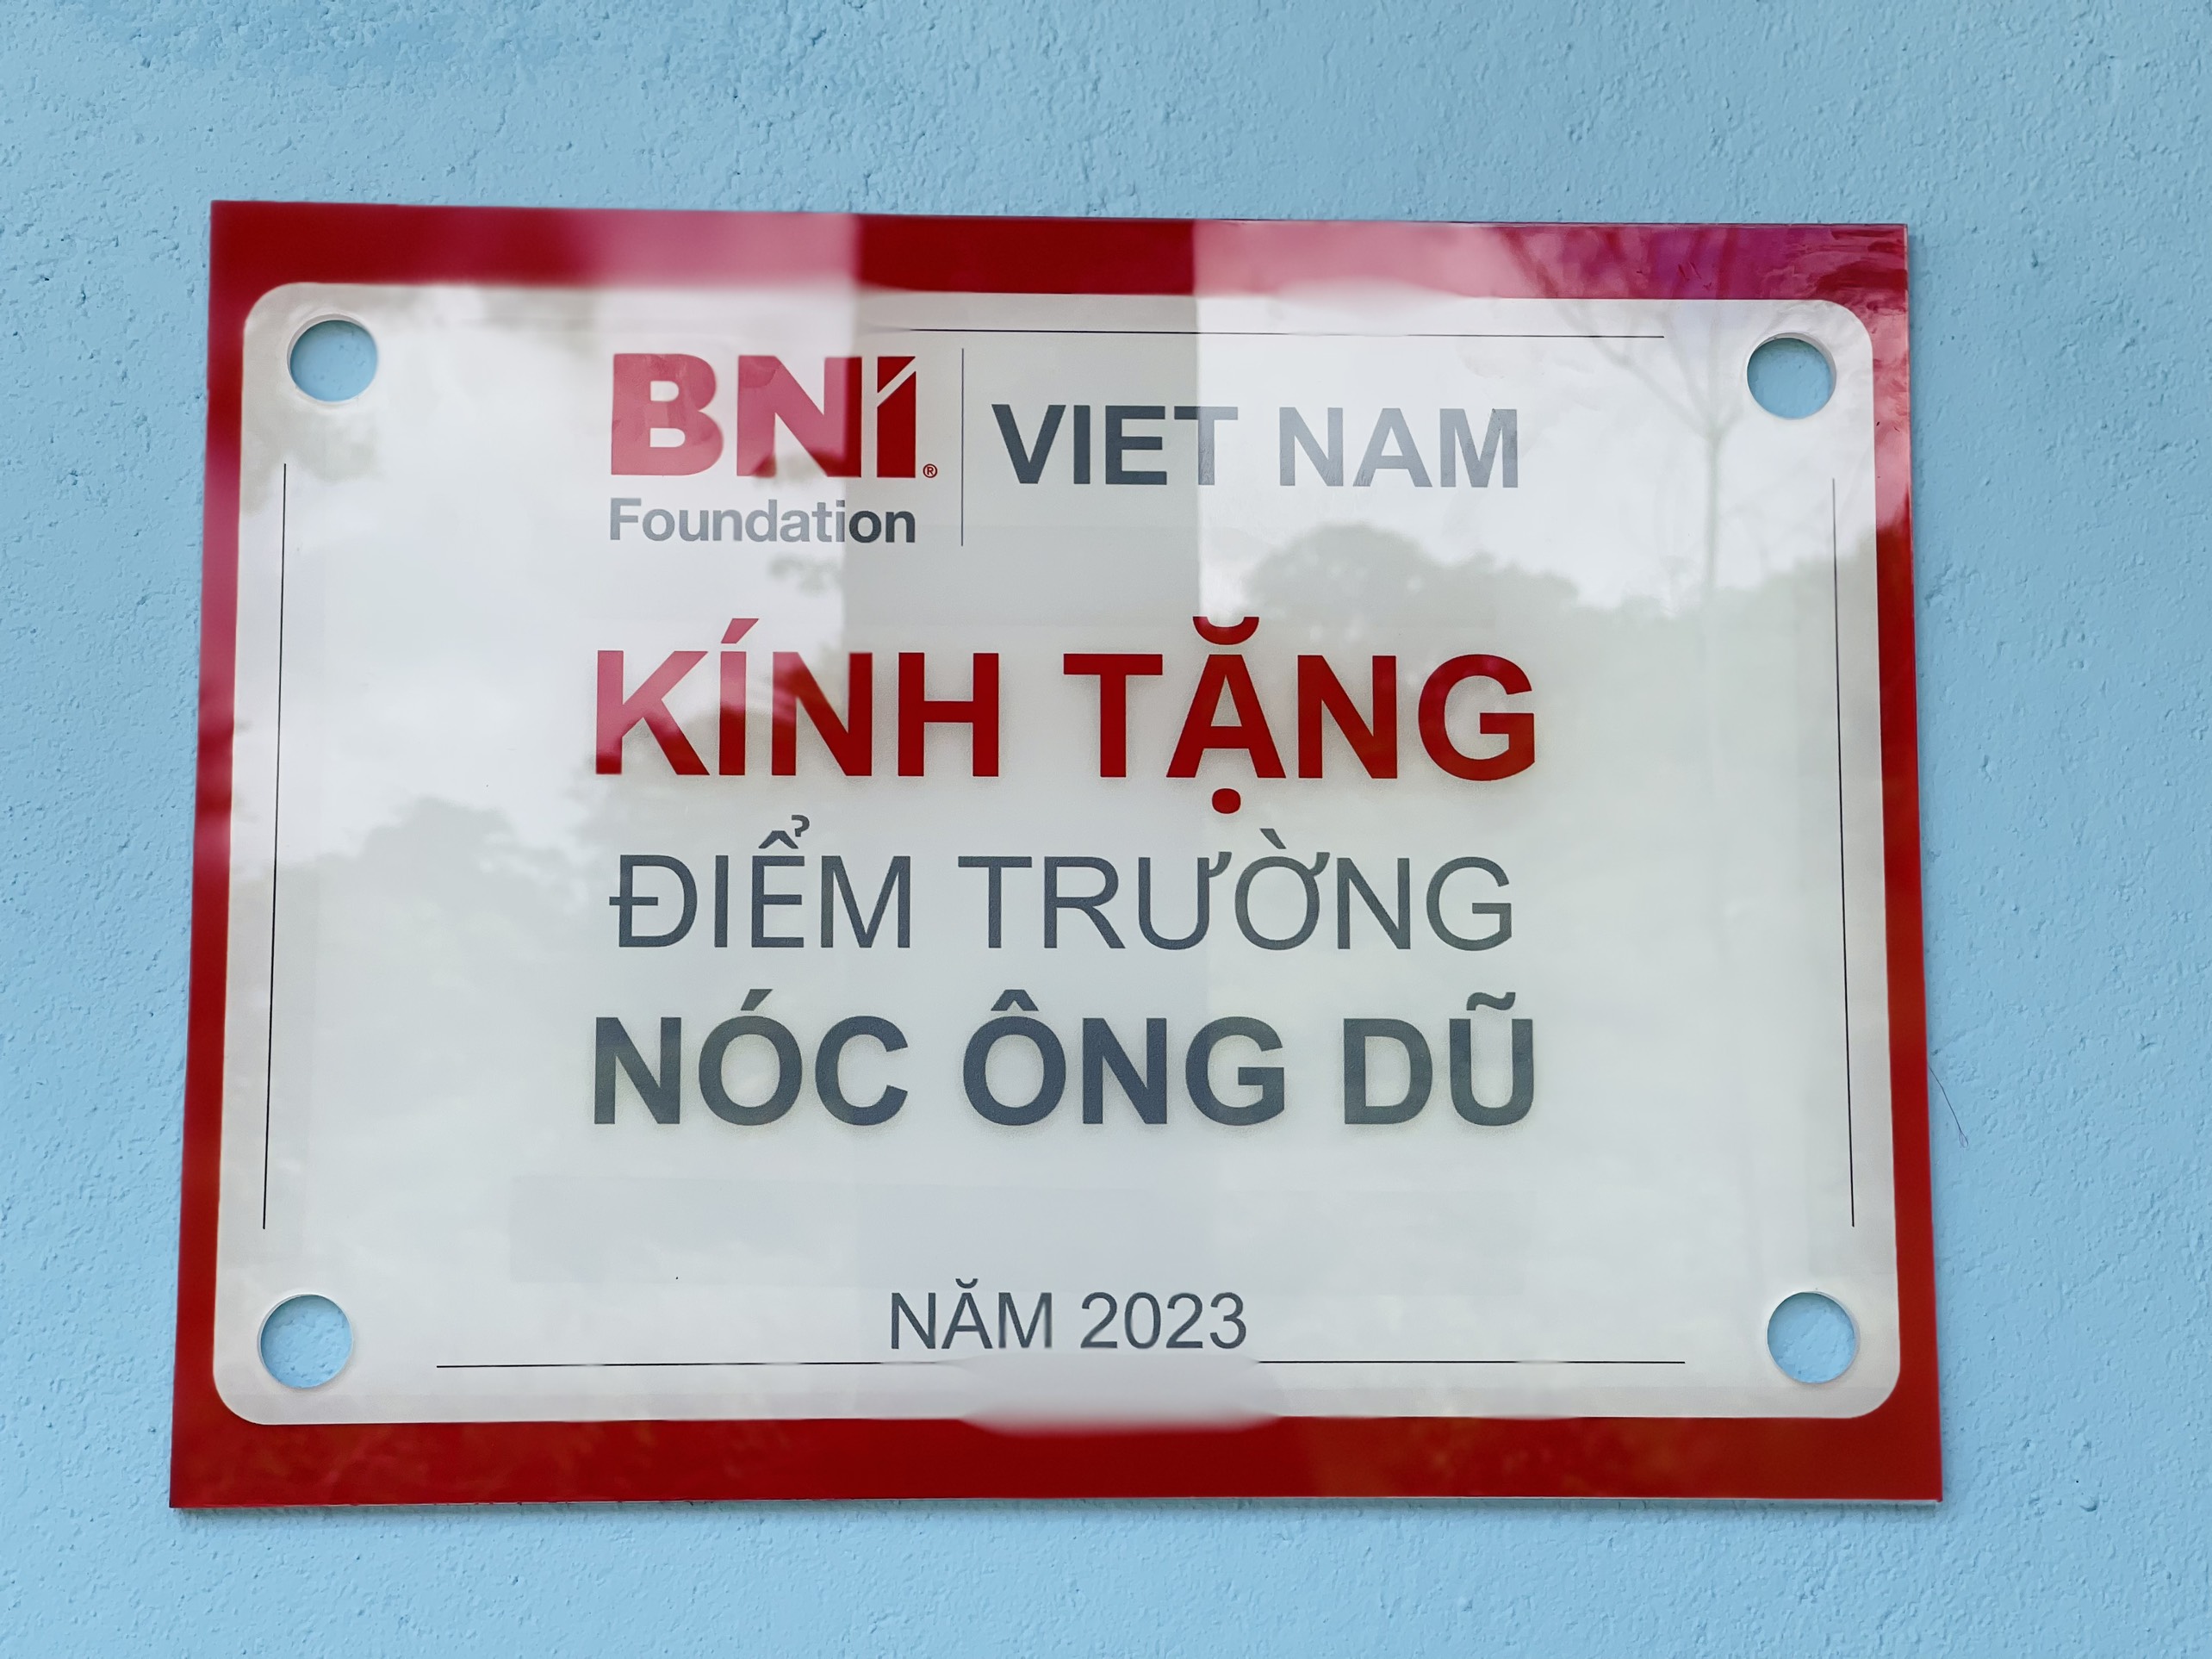 BNI® | VIET NAM
Foundation
KÍNH TẶNG
ĐIỂM TRƯỜNG
NÓC ÔNG DŨ
NĂM 2023